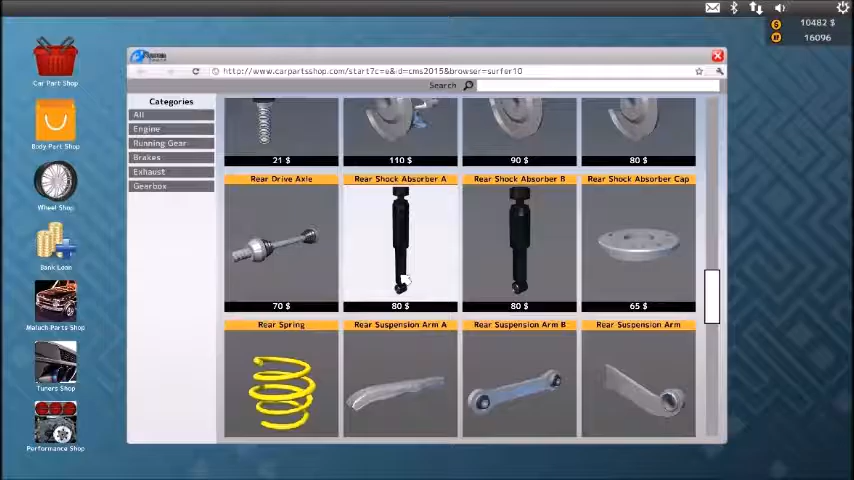 10482 $
16096
http://www.carpartsshop.com/start?c=e&id=cms2015&browser=surfer10
Search
Car Part Shop
Body Part Shop
Wheel Shop
Bank Loan
Maluch Parts Shop
Tuners Shop
Performance Shop
Categories
All
Engine
Running Gear
Brakes
Exhaust
Gearbox
21 $
110 $
90 $
80 $
Rear Drive Axle
Rear Shock Absorber A
Rear Shock Absorber B
Rear Shock Absorber Cap
70 $
80 $
80 $
65 $
Rear Spring
Rear Suspension Arm A
Rear Suspension Arm B
Rear Suspension Arm